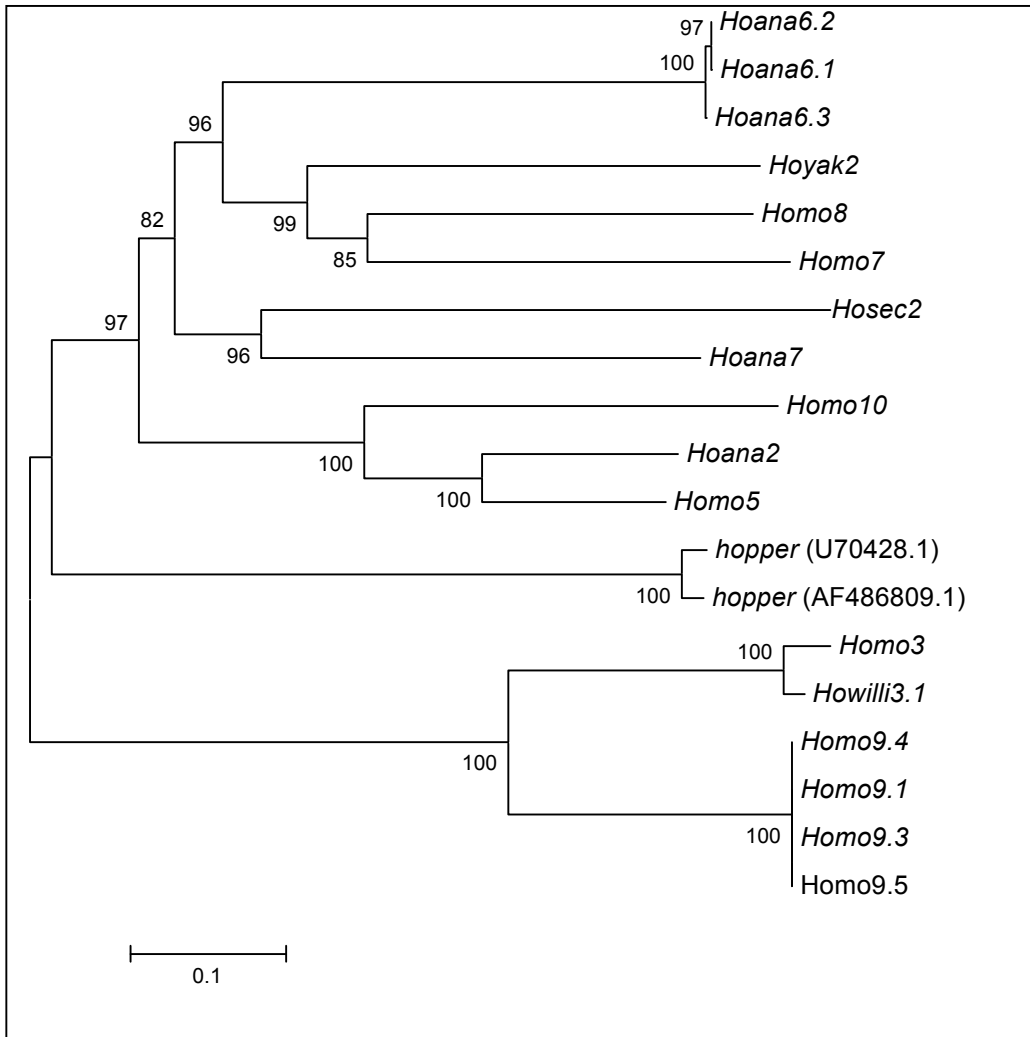 97
Hoana6.2
100
Hoana6.1
Hoana6.3
96
Hoyak2
99
Homo8
85
Homo7
82
Hosec2
96
Hoana7
97
Homo10
100
Hoana2
100
Homo5
hopper (U70428.1)
100
hopper (AF486809.1)
100
Homo3
Howilli3.1
100
Homo9.4
Homo9.1
100
Homo9.3
Homo9.5
0.1